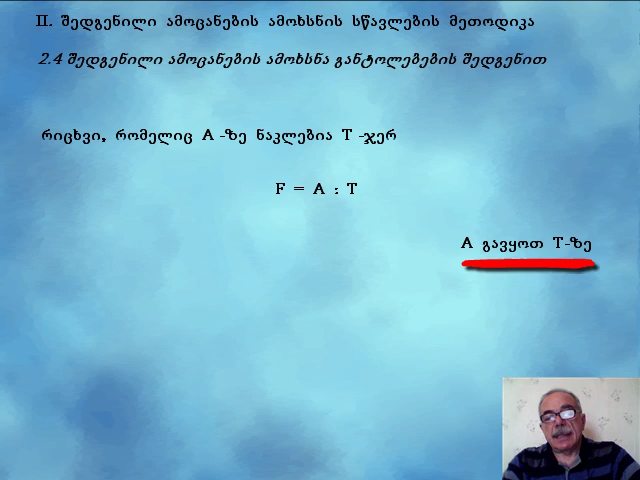 II. შედგენილი ამოცანების ამოხსნის სწავლების მეთოდიკა
2.4 შედგენილი ამოცანების ამოხსნა განტოლებების შედგენით
რიცხვი, რომელიც A -ზე ნაკლებია T -ჯერ
F = A : T
A გავყოთ T-ზე